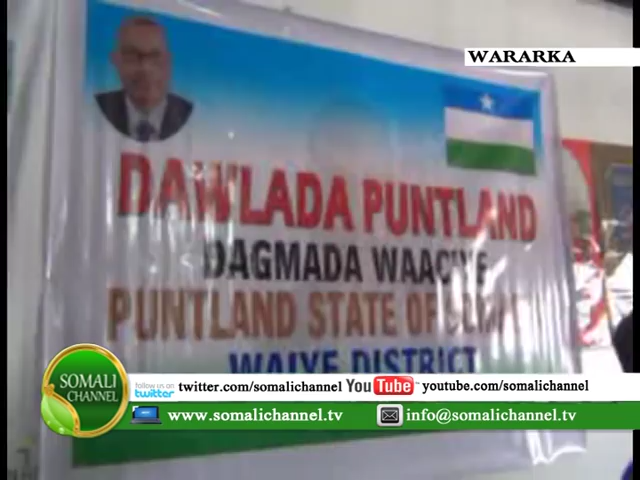 WARARKA
DAWLADA PUNTLAND
DAGMADA
PUNTLAND STATE OF
WAIYE DISTRICT
SOMALI
CHANNEL
follow us on
twitter
twitter.com/somalichannel
YouTube
youtube.com/somalichannel
www.somalichannel.tv
info@somalichannel.tv